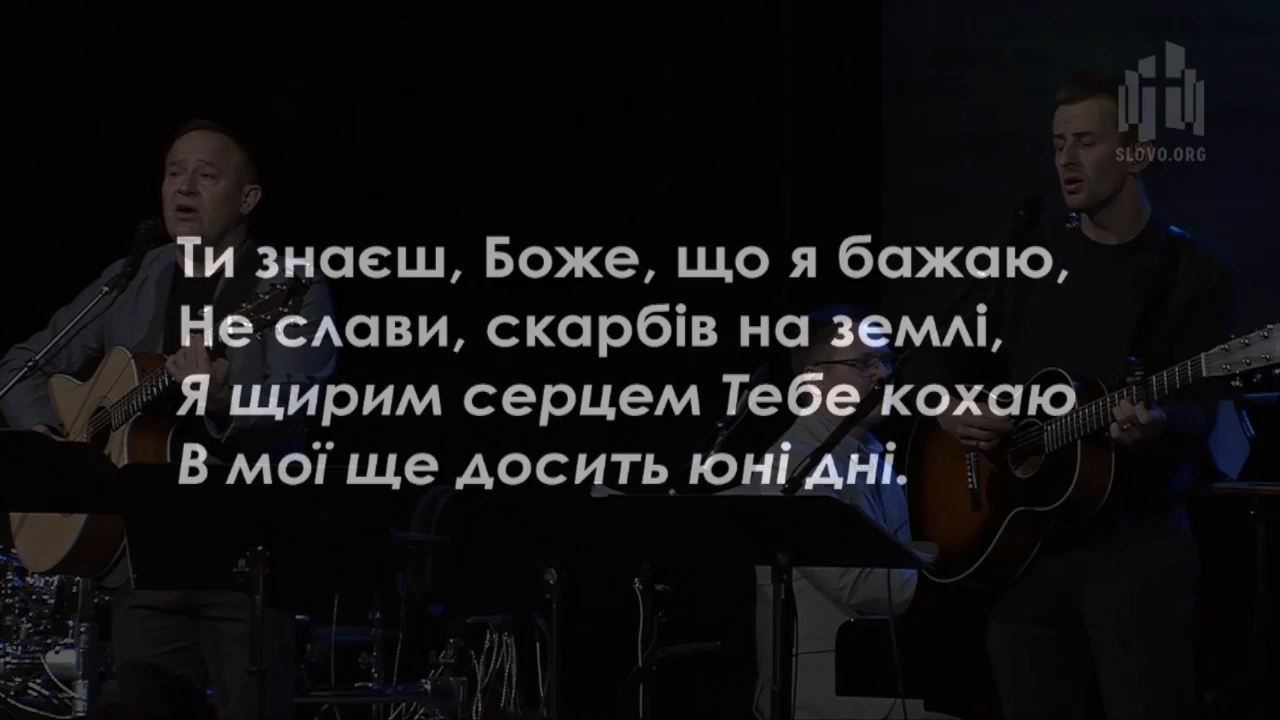 SLOVO.ORG
Ти знаєш, Боже, що я бажаю,
Не слави, скарбів на землі,
Я щирим серцем Тебе кохаю
В мої ще досить юні дні.